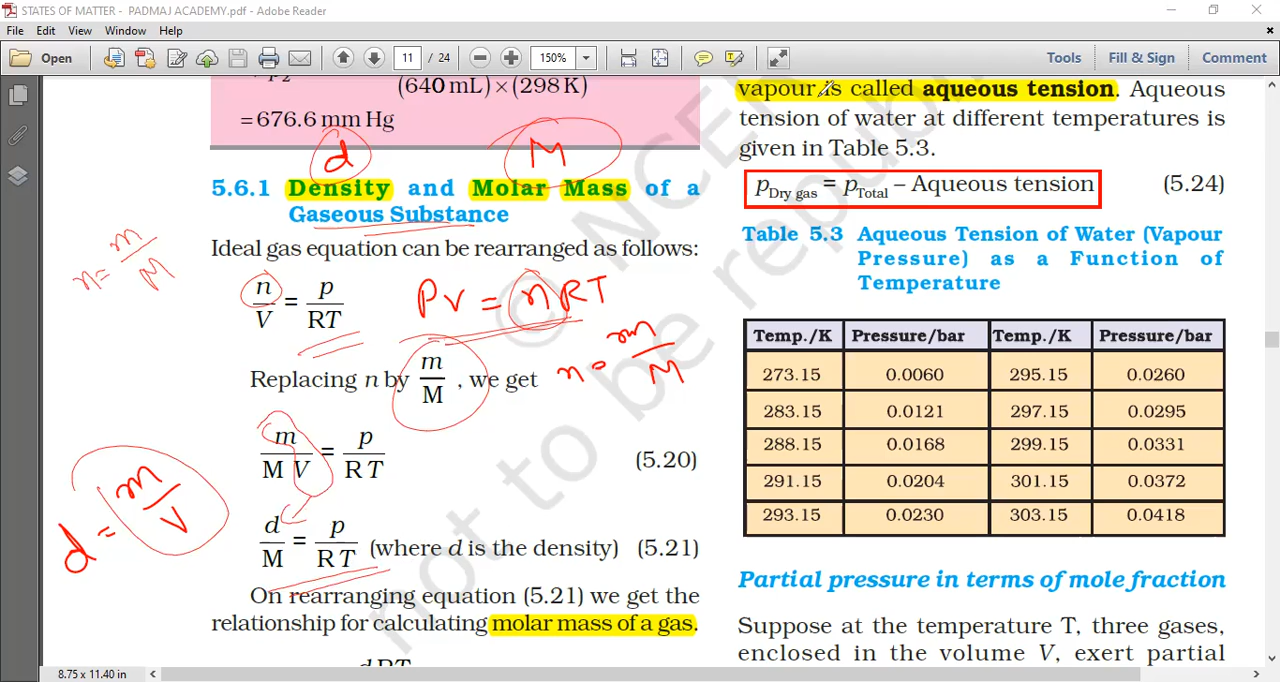 STATES OF MATTER - PADMAJ ACADEMY.pdf - Adobe Reader
File Edit View Window Help
Open 11 / 24 150% Tools Fill & Sign Comment
(640 mL) × (298 K)
= 676.6 mm Hg
d M
5.6.1 Density and Molar Mass of a
Gaseous Substance
Ideal gas equation can be rearranged as follows:
n = m/M
n/V = p/RT
PV = nRT
Replacing n by m/M , we get
n = m/M
m/M V = p/R T (5.20)
d = m/V
d/M = p/R T (where d is the density) (5.21)
On rearranging equation (5.21) we get the
relationship for calculating molar mass of a gas.
vapour is called aqueous tension. Aqueous
tension of water at different temperatures is
given in Table 5.3.
pDry gas = pTotal – Aqueous tension (5.24)
Table 5.3 Aqueous Tension of Water (Vapour
Pressure) as a Function of
Temperature
Temp./K Pressure/bar Temp./K Pressure/bar
273.15 0.0060 295.15 0.0260
283.15 0.0121 297.15 0.0295
288.15 0.0168 299.15 0.0331
291.15 0.0204 301.15 0.0372
293.15 0.0230 303.15 0.0418
Partial pressure in terms of mole fraction
Suppose at the temperature T, three gases,
enclosed in the volume V, exert partial
not to be republi
© NCER
8.75 x 11.40 in